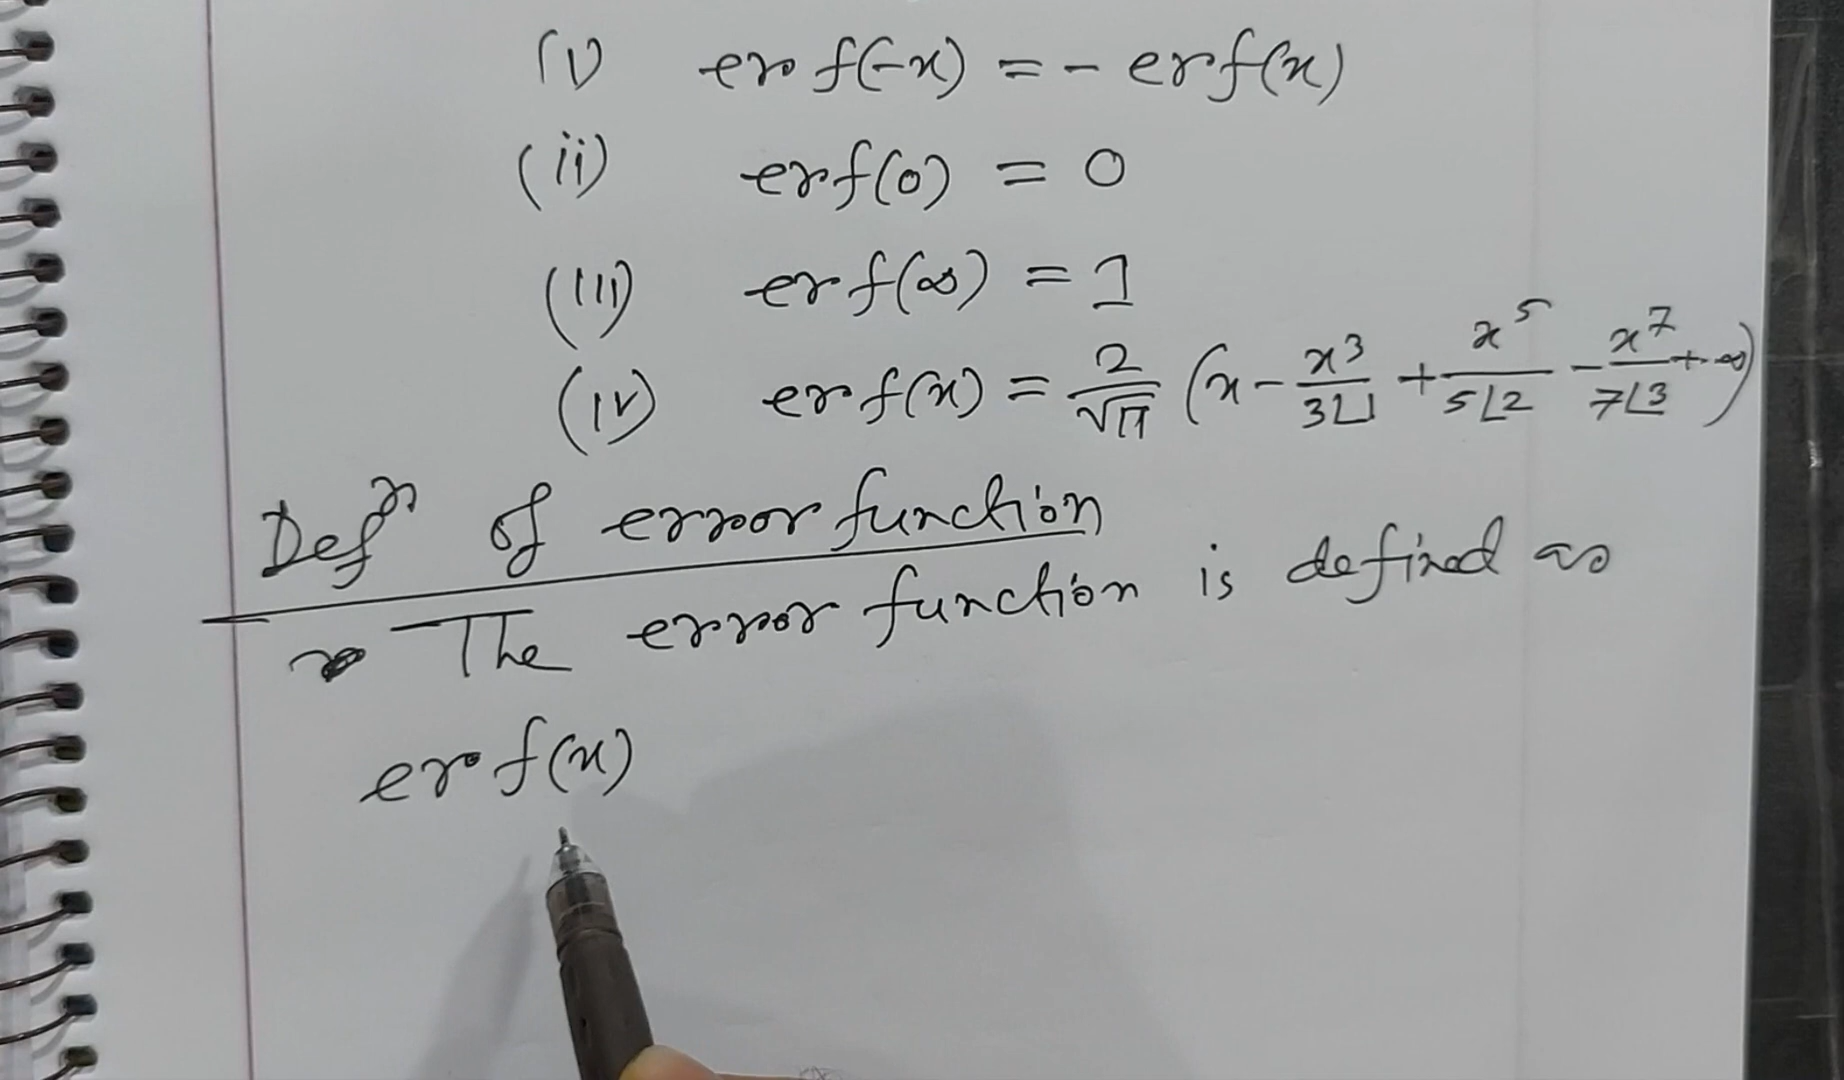 (i) erf(-x) = - erf(x)
(ii) erf(0) = 0
(iii) erf(∞) = 1
(iv) erf(x) = 2/√π (x - x³/3⌊1 + x⁵/5⌊2 - x⁷/7⌊3 + --∞)
Defⁿ of error function
The error function is defined as
erf(x)